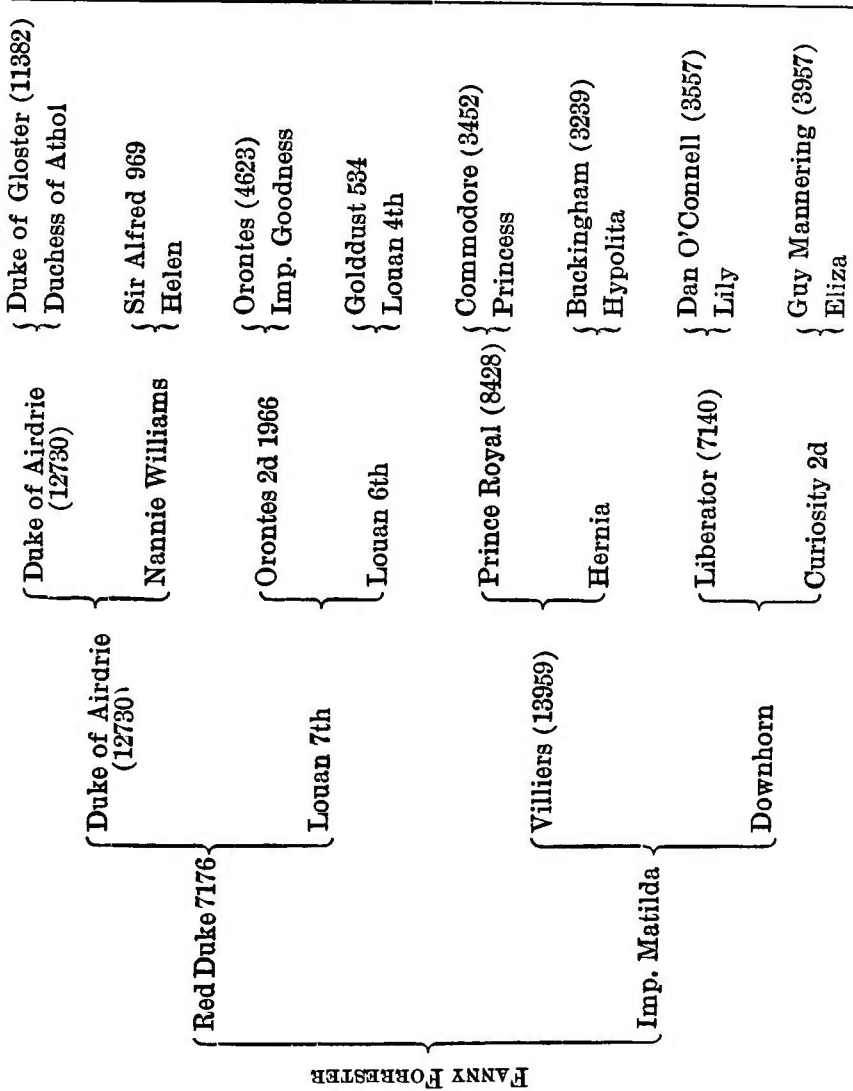 FANNY FORRESTER
Red Duke 7176
Imp. Matilda
Duke of Airdrie
(12730)
Louan 7th
Villiers (13959)
Downhorn
Duke of Airdrie
(12730)
Nannie Williams
Orontes 2d 1966
Louan 6th
Prince Royal (8428)
Hernia
Liberator (7140)
Curiosity 2d
Duke of Gloster (11382)
Duchess of Athol
Sir Alfred 969
Helen
Orontes (4623)
Imp. Goodness
Golddust 534
Louan 4th
Commodore (3452)
Princess
Buckingham (3239)
Hypolita
Dan O'Connell (3557)
Lily
Guy Mannering (3957)
Eliza